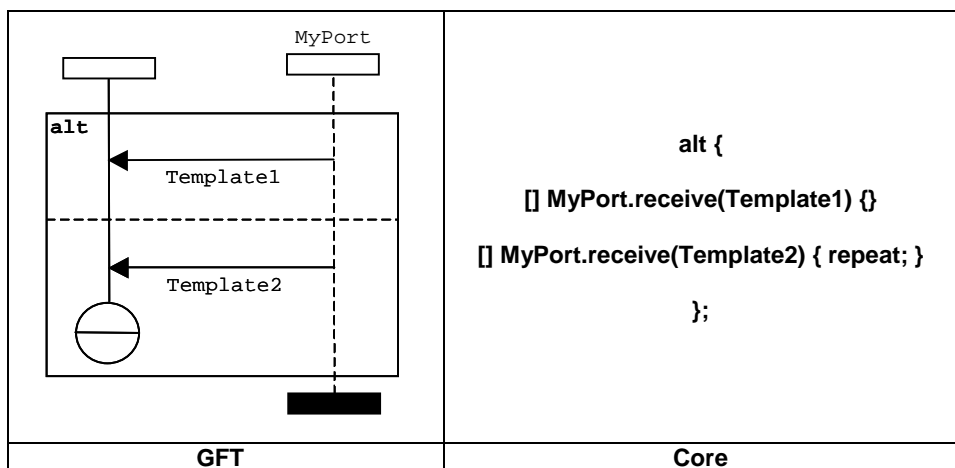 MyPort
alt
Template1
Template2
alt {
[] MyPort.receive(Template1) {}
[] MyPort.receive(Template2) { repeat; }
};
GFT
Core